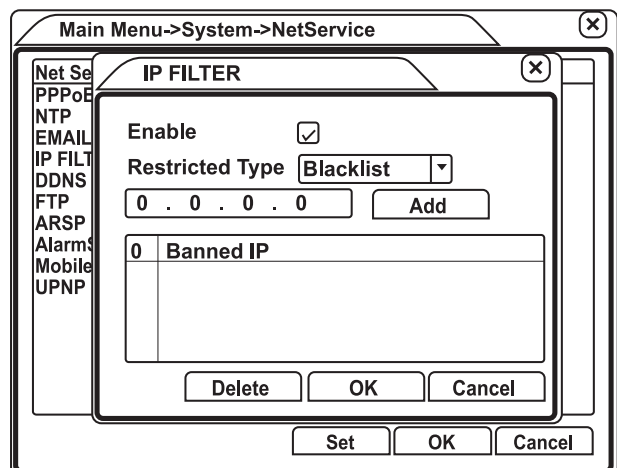 Main Menu->System->NetService
IP FILTER
Net Se
PPPoE
NTP
EMAIL
IP FILT
DDNS
FTP
ARSP
AlarmS
Mobile
UPNP
Enable
Restricted Type Blacklist
0 . 0 . 0 . 0 Add
0 Banned IP
Delete OK Cancel
Set OK Cancel